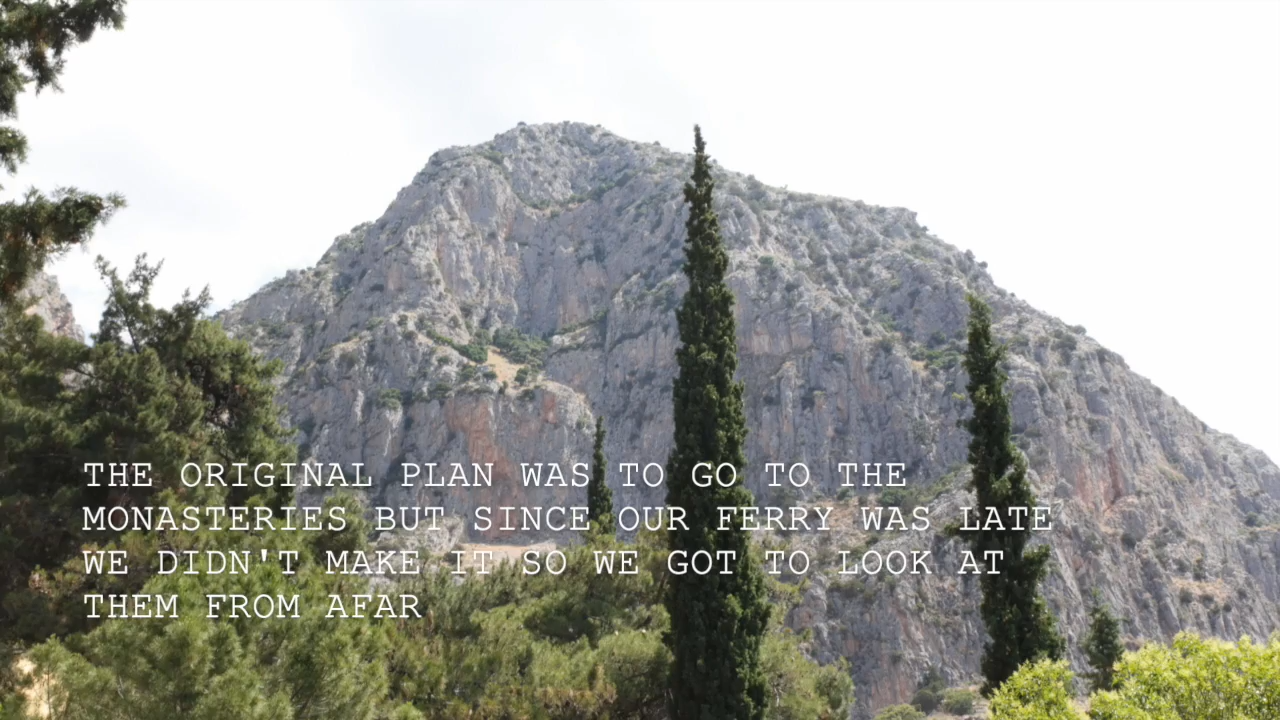 THE ORIGINAL PLAN WAS TO GO TO THE
MONASTERIES BUT SINCE OUR FERRY WAS LATE
WE DIDN'T MAKE IT SO WE GOT TO LOOK AT
THEM FROM AFAR